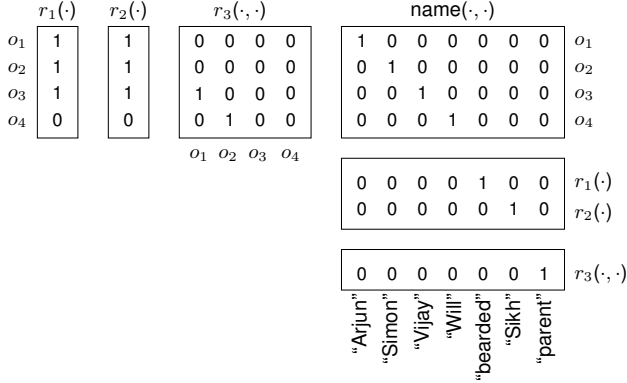 r₁(·) r₂(·) r₃(·, ·) name(·, ·)
o₁ 1 1 0 0 0 0 1 0 0 0 0 0 0 o₁
o₂ 1 1 0 0 0 0 0 1 0 0 0 0 0 o₂
o₃ 1 1 1 0 0 0 0 0 1 0 0 0 0 o₃
o₄ 0 0 0 1 0 0 0 0 0 1 0 0 0 o₄
o₁ o₂ o₃ o₄
0 0 0 0 1 0 0 r₁(·)
0 0 0 0 0 1 0 r₂(·)
0 0 0 0 0 0 1 r₃(·, ·)
“Arjun”
“Simon”
“Vijay”
“Will”
“bearded”
“Sikh”
“parent”